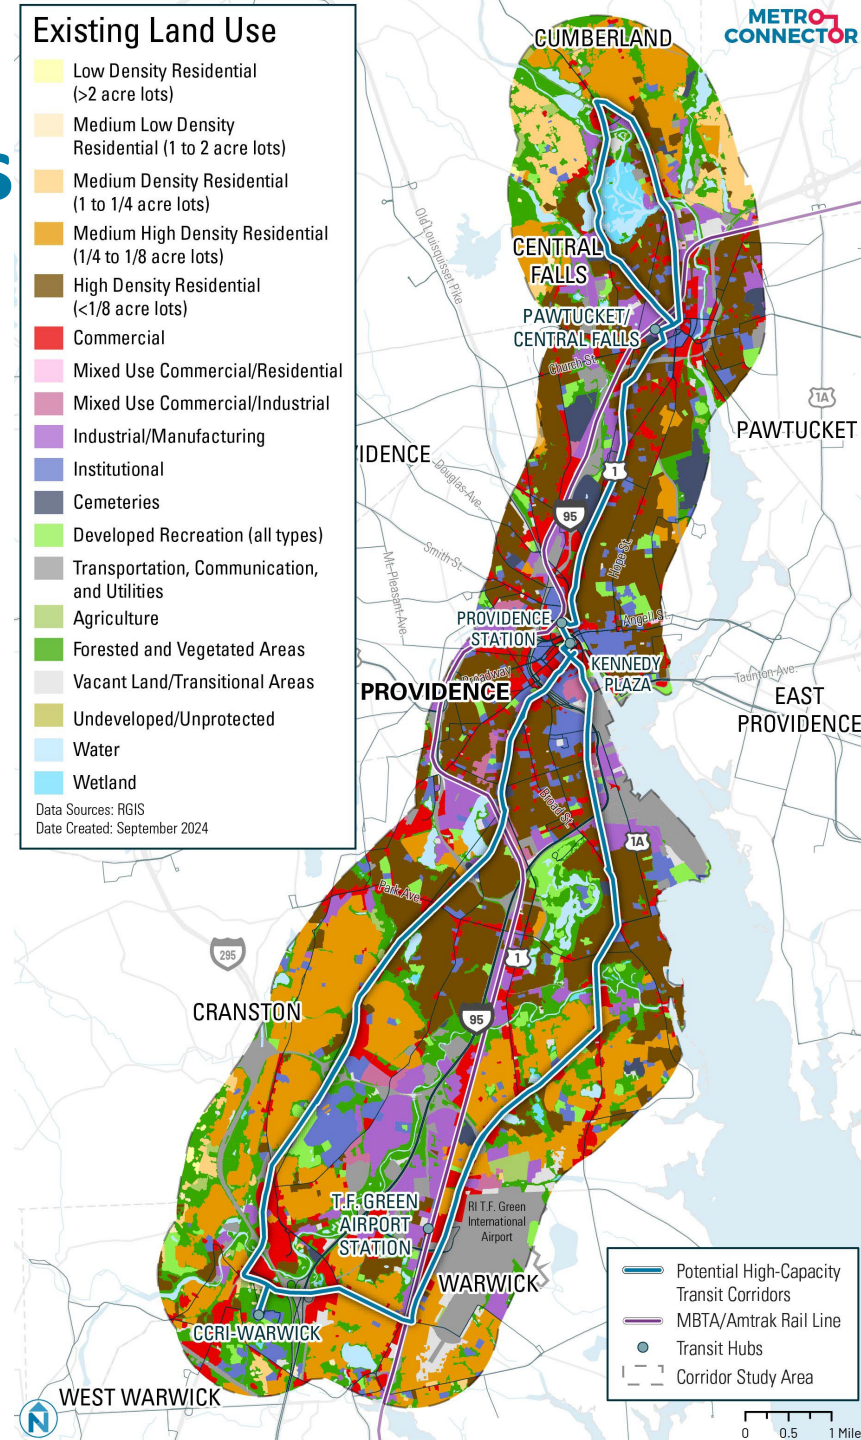 METRO
CONNECTOR
S
Existing Land Use
Low Density Residential
(>2 acre lots)
Medium Low Density
Residential (1 to 2 acre lots)
Medium Density Residential
(1 to 1/4 acre lots)
Medium High Density Residential
(1/4 to 1/8 acre lots)
High Density Residential
(<1/8 acre lots)
Commercial
Mixed Use Commercial/Residential
Mixed Use Commercial/Industrial
Industrial/Manufacturing
Institutional
Cemeteries
Developed Recreation (all types)
Transportation, Communication,
and Utilities
Agriculture
Forested and Vegetated Areas
Vacant Land/Transitional Areas
Undeveloped/Unprotected
Water
Wetland
Data Sources: RGIS
Date Created: September 2024
CUMBERLAND
Old Louisquisset Pike
CENTRAL
FALLS
PAWTUCKET/
CENTRAL FALLS
Church St.
1A
PAWTUCKET
VIDENCE
Douglas Ave.
1
95
Smith St.
Hope St.
Mt. Pleasant Ave.
PROVIDENCE
STATION
Angell St.
KENNEDY
PLAZA
Taunton Ave.
Broadway
PROVIDENCE
EAST
PROVIDENCE
Broad St.
1A
Park Ave.
295
1
CRANSTON
95
T.F. GREEN
AIRPORT
STATION
RI T.F. Green
International
Airport
WARWICK
CCRI-WARWICK
WEST WARWICK
Potential High-Capacity
Transit Corridors
MBTA/Amtrak Rail Line
Transit Hubs
Corridor Study Area
N
0 0.5 1 Mile